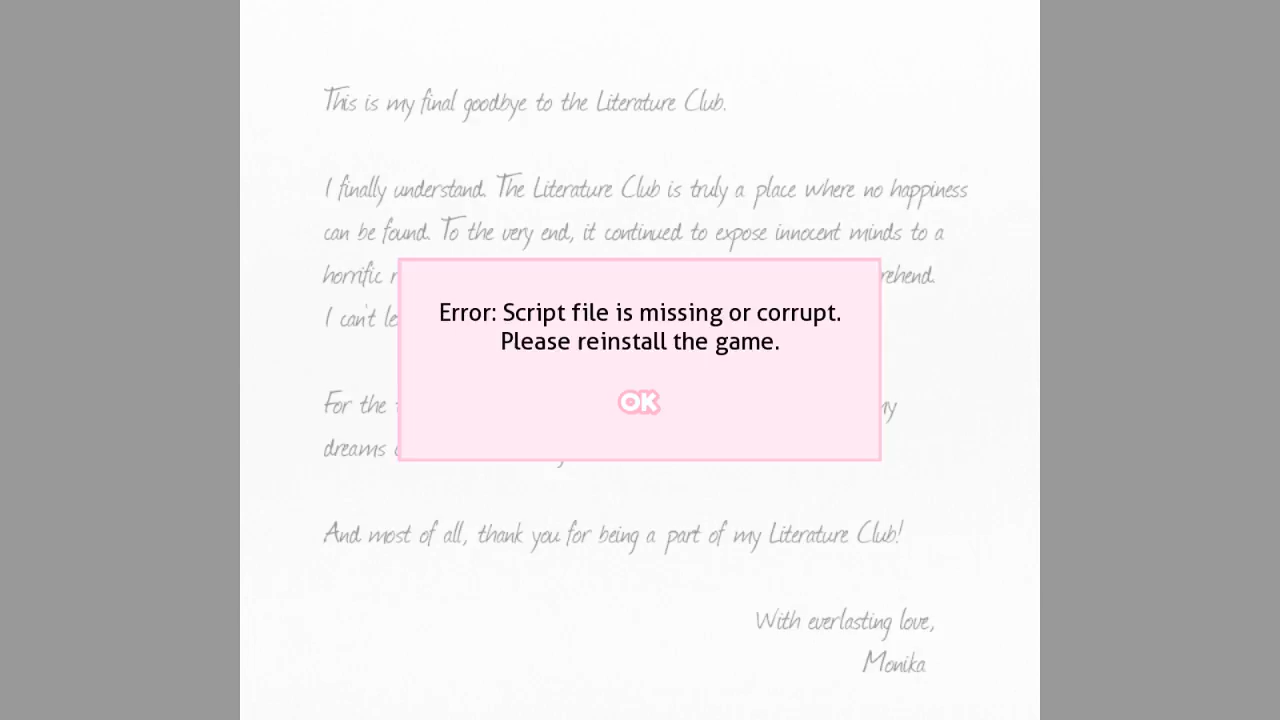 This is my final goodbye to the Literature Club.
I finally understand. The Literature Club is truly a place where no happiness
can be found. To the very end, it continued to expose innocent minds to a
horrific
I can't
Error: Script file is missing or corrupt.
Please reinstall the game.
OK
For the
dreams
And most of all, thank you for being a part of my Literature Club!
With everlasting love,
Monika